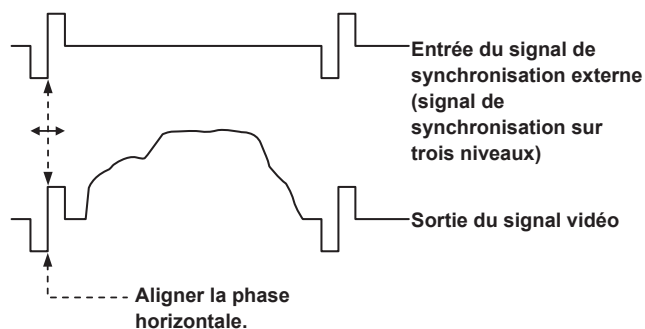 Entrée du signal de
synchronisation externe
(signal de
synchronisation sur
trois niveaux)
Sortie du signal vidéo
Aligner la phase
horizontale.